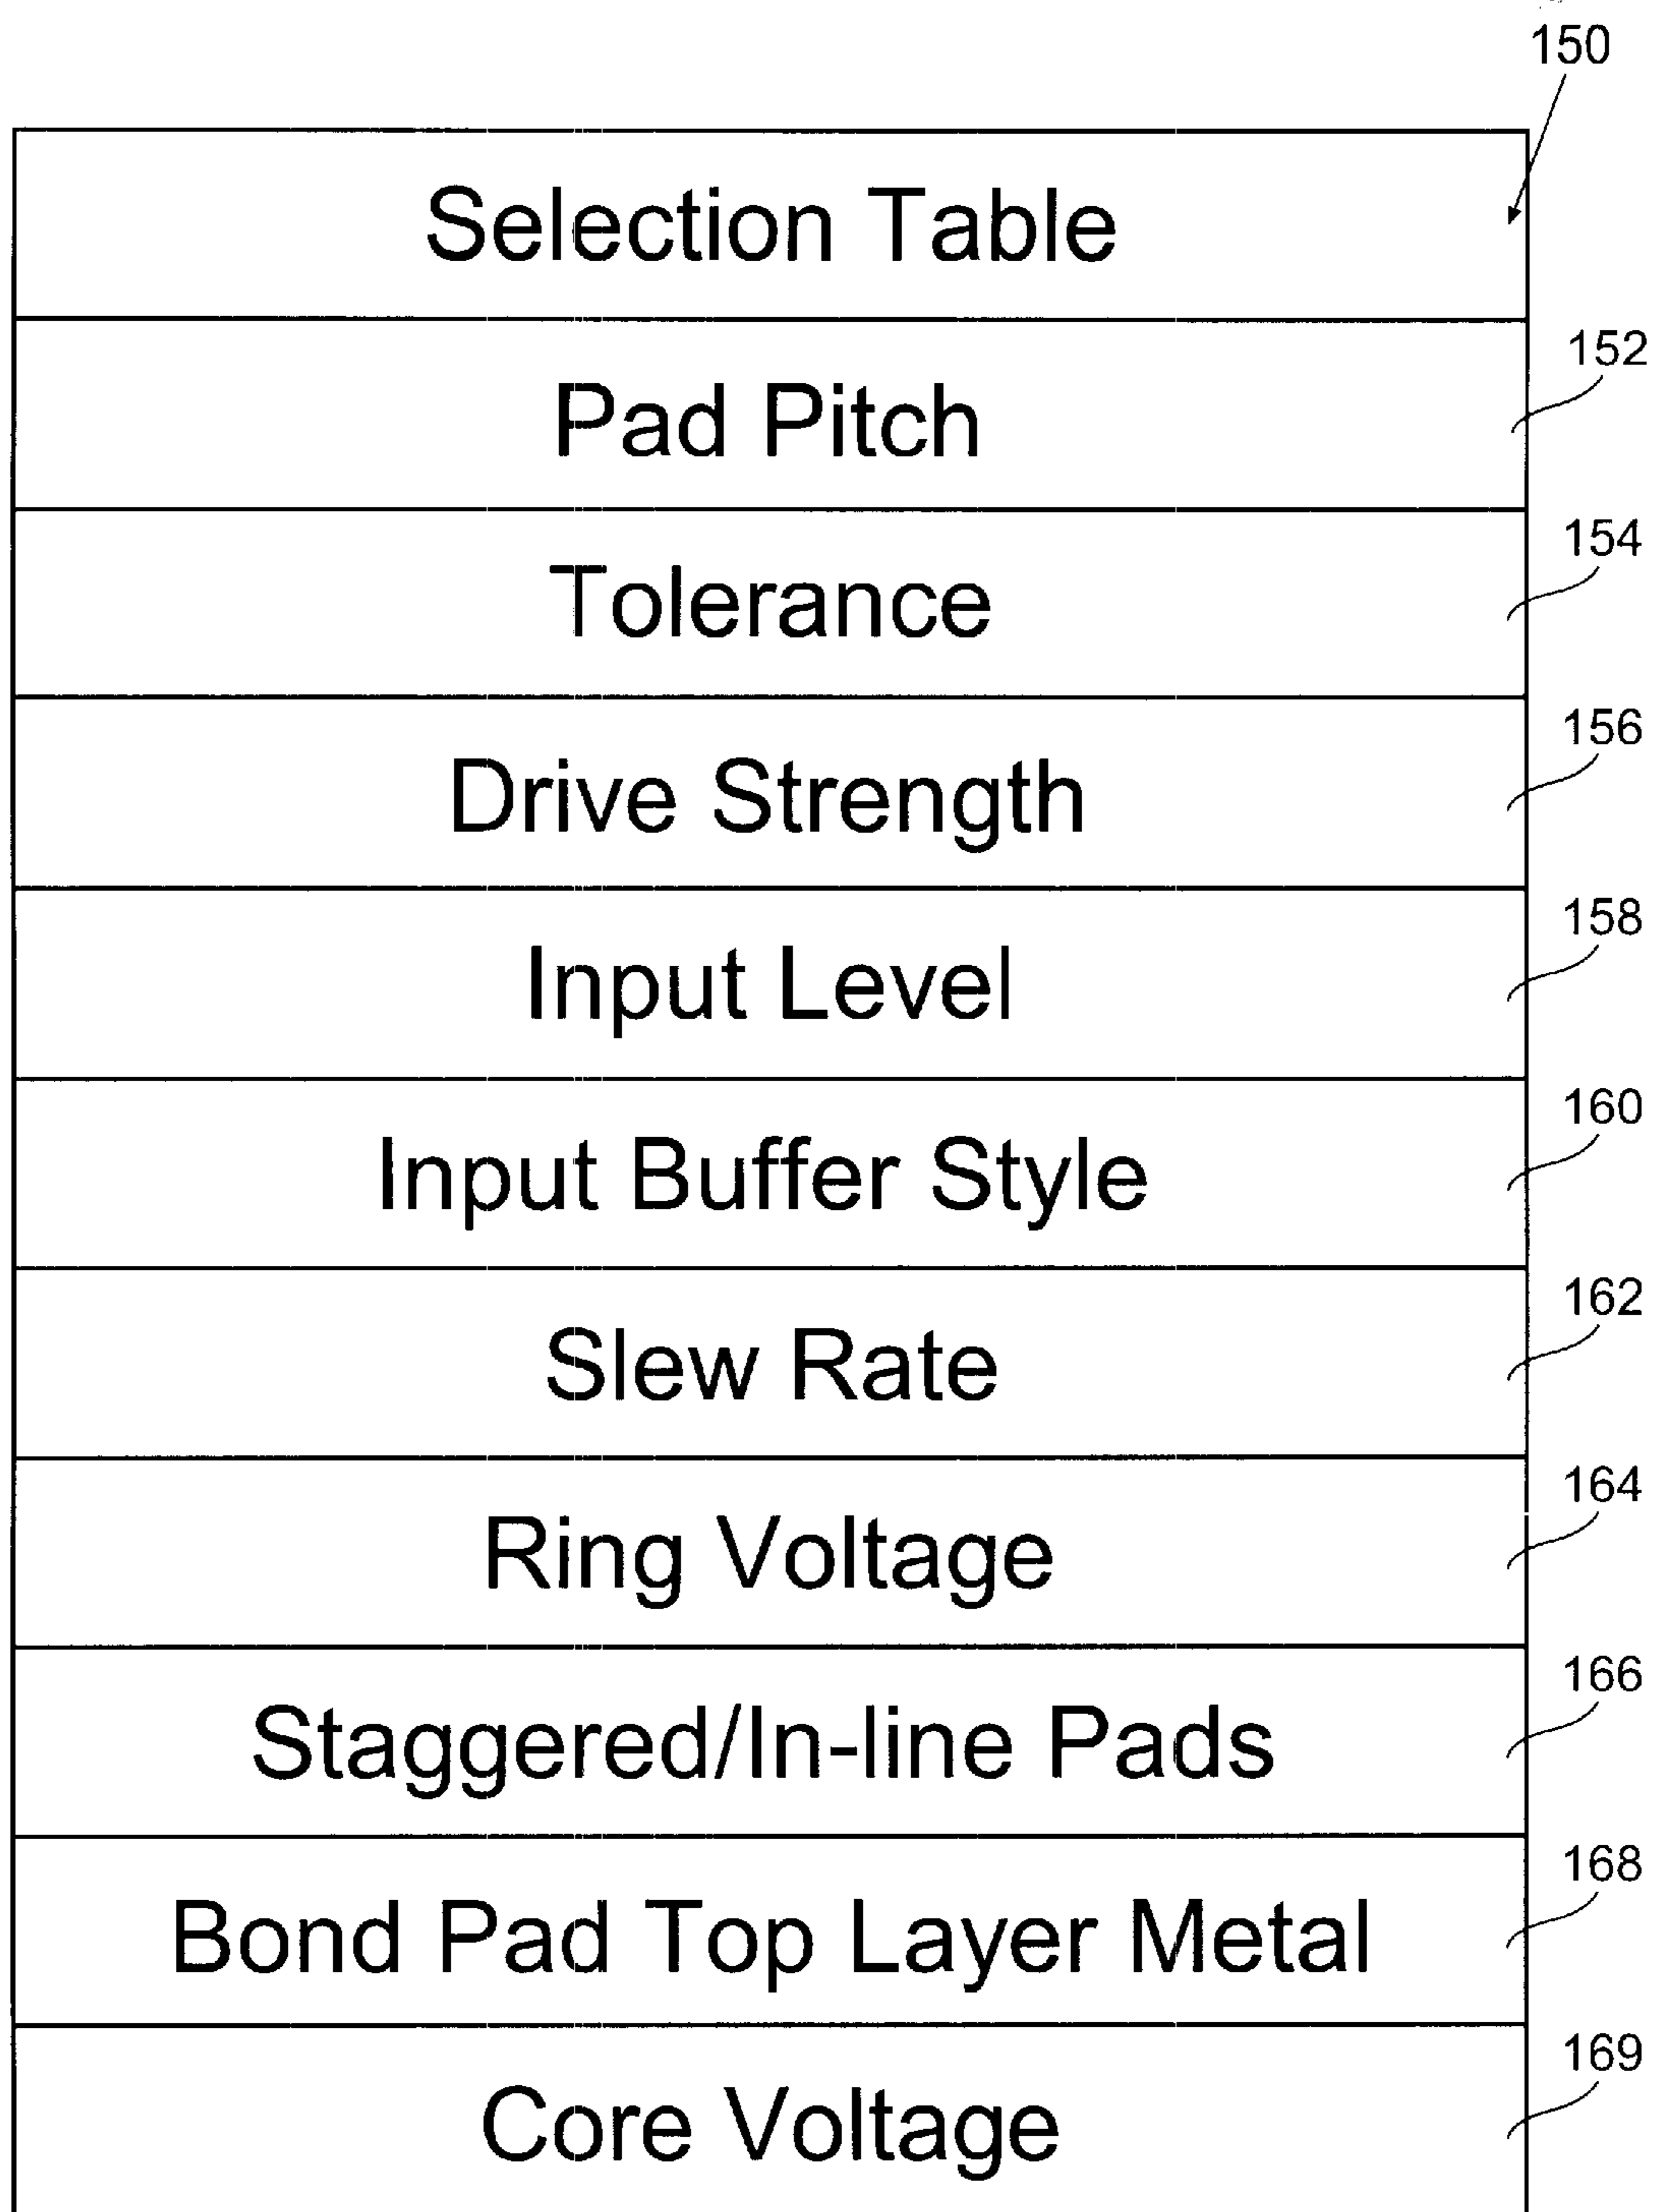 150
Selection Table
152
Pad Pitch
154
Tolerance
156
Drive Strength
158
Input Level
160
Input Buffer Style
162
Slew Rate
164
Ring Voltage
166
Staggered/In-line Pads
168
Bond Pad Top Layer Metal
169
Core Voltage